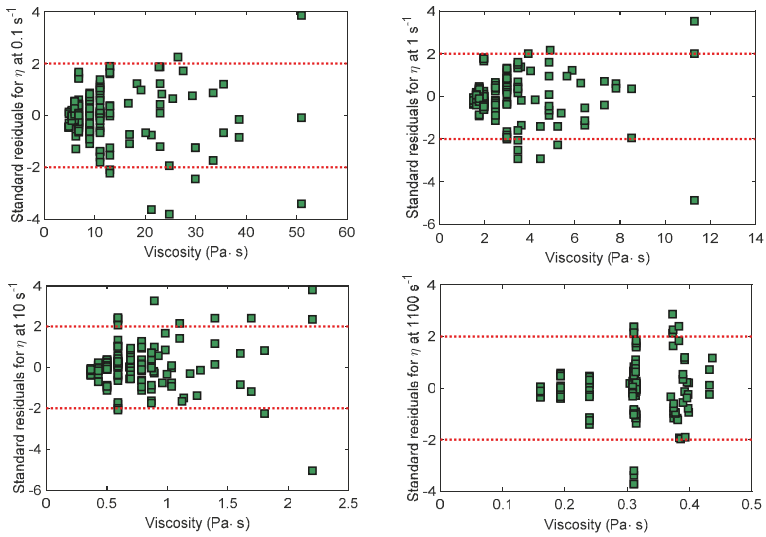 Standard residuals for η at 0.1 s⁻¹
4
2
0
-2
-4
0 10 20 30 40 50 60
Viscosity (Pa· s)
Standard residuals for η at 1 s⁻¹
4
2
0
-2
-4
-6
0 2 4 6 8 10 12 14
Viscosity (Pa· s)
Standard residuals for η at 10 s⁻¹
4
2
0
-2
-4
-6
0 0.5 1 1.5 2 2.5
Viscosity (Pa· s)
Standard residuals for η at 1100 s⁻¹
4
2
0
-2
-4
0 0.1 0.2 0.3 0.4 0.5
Viscosity (Pa· s)